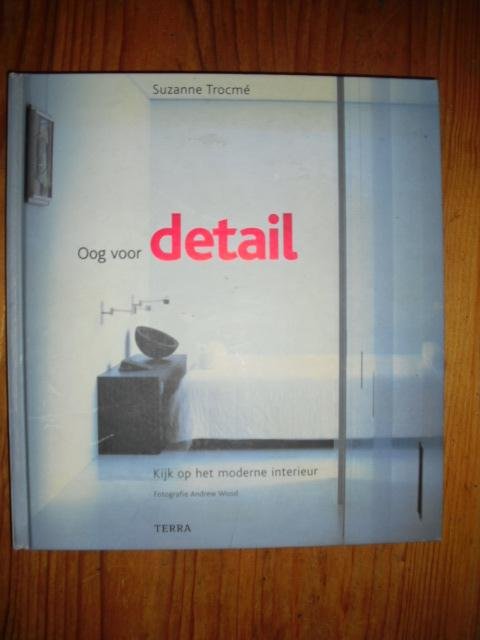 Suzanne Trocmé
Oog voor detail
Kijk op het moderne interieur
Fotografie Andrew Wood
TERRA